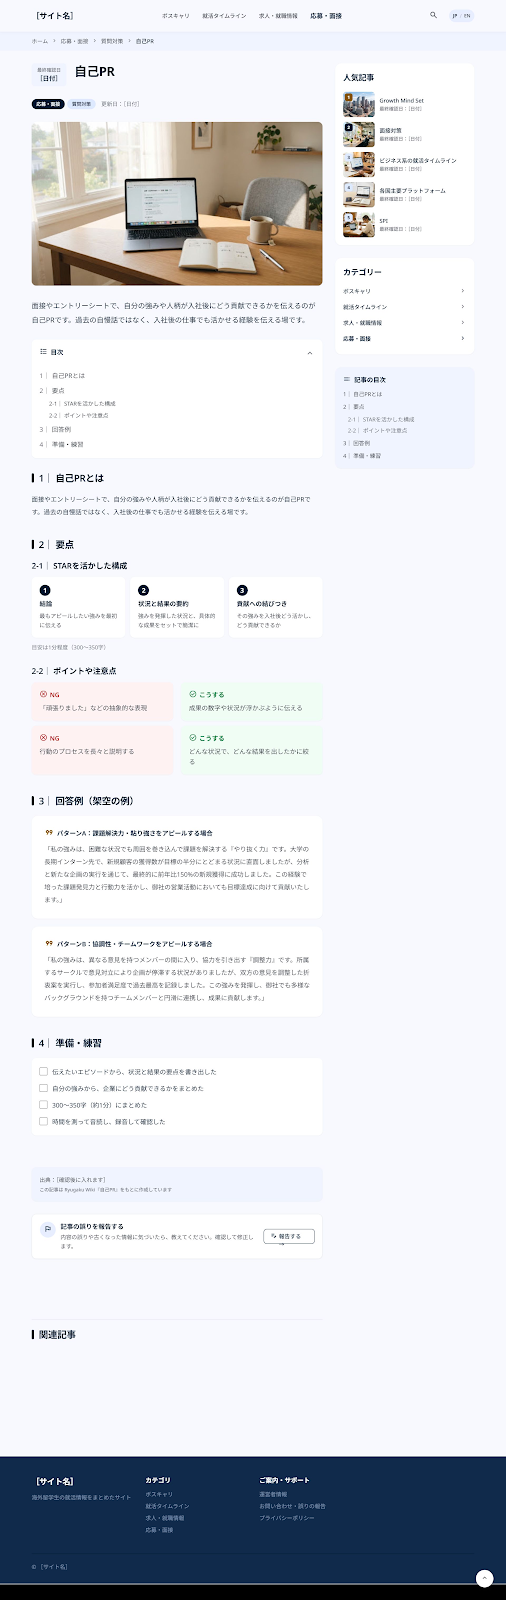 ［サイト名］
ボスキャリ
就活タイムライン
求人・就職情報
応募・面接
JP / EN
ホーム > 応募・面接 > 質問対策 > 自己PR
最終確認日
［日付］
自己PR
応募・面接
質問対策
更新日：［日付］
面接やエントリーシートで、自分の強みや人柄が入社後にどう貢献できるかを伝えるのが
自己PRです。過去の自慢話ではなく、入社後の仕事でも活かせる経験を伝える場です。
目次
1｜ 自己PRとは
2｜ 要点
2-1｜ STARを活かした構成
2-2｜ ポイントや注意点
3｜ 回答例
4｜ 準備・練習
1｜ 自己PRとは
面接やエントリーシートで、自分の強みや人柄が入社後にどう貢献できるかを伝えるのが自己PRで
す。過去の自慢話ではなく、入社後の仕事でも活かせる経験を伝える場です。
2｜ 要点
2-1｜ STARを活かした構成
1
結論
最もアピールしたい強みを最初
に伝える
2
状況と結果の要約
強みを発揮した状況と、具体的
な成果をセットで簡潔に
3
貢献への結びつき
その強みを入社後どう活かし、
どう貢献できるか
目安は1分程度（300〜350字）
2-2｜ ポイントや注意点
NG
「頑張りました」などの抽象的な表現
こうする
成果の数字や状況が浮かぶように伝える
NG
行動のプロセスを長々と説明する
こうする
どんな状況で、どんな結果を出したかに絞
る
3｜ 回答例（架空の例）
パターンA：課題解決力・粘り強さをアピールする場合
「私の強みは、困難な状況でも周囲を巻き込んで課題を解決する『やり抜く力』です。大学の
長期インターン先で、新規顧客の獲得数が目標の半分にとどまる状況に直面しましたが、分析
と新たな企画の実行を通じて、最終的に前年比150%の新規獲得に成功しました。この経験で
培った課題発見力と行動力を活かし、御社の営業活動においても目標達成に向けて貢献いたし
ます。」
パターンB：協調性・チームワークをアピールする場合
「私の強みは、異なる意見を持つメンバーの間に入り、協力を引き出す『調整力』です。所属
するサークルで意見対立により企画が停滞する状況がありましたが、双方の意見を調整した折
衷案を実行し、参加者満足度で過去最高を記録しました。この強みを発揮し、御社でも多様な
バックグラウンドを持つチームメンバーと円滑に連携し、成果に貢献します。」
4｜ 準備・練習
伝えたいエピソードから、状況と結果の要点を書き出した
自分の強みから、企業にどう貢献できるかをまとめた
300〜350字（約1分）にまとめた
時間を測って音読し、録音して確認した
出典：［確認後に入れます］
この記事は Ryugaku Wiki「自己PR」をもとに作成しています
記事の誤りを報告する
内容の誤りや古くなった情報に気づいたら、教えてください。確認して修正し
ます。
報告する
関連記事
人気記事
1
Growth Mind Set
最終確認日：［日付］
2
面接対策
最終確認日：［日付］
3
ビジネス系の就活タイムライン
最終確認日：［日付］
4
各国主要プラットフォーム
最終確認日：［日付］
5
SPI
最終確認日：［日付］
カテゴリー
ボスキャリ
就活タイムライン
求人・就職情報
応募・面接
記事の目次
1｜ 自己PRとは
2｜ 要点
2-1｜ STARを活かした構成
2-2｜ ポイントや注意点
3｜ 回答例
4｜ 準備・練習
［サイト名］
海外留学生の就活情報をまとめたサイト
カテゴリ
ボスキャリ
就活タイムライン
求人・就職情報
応募・面接
ご案内・サポート
運営者情報
お問い合わせ・誤りの報告
プライバシーポリシー
© ［サイト名］